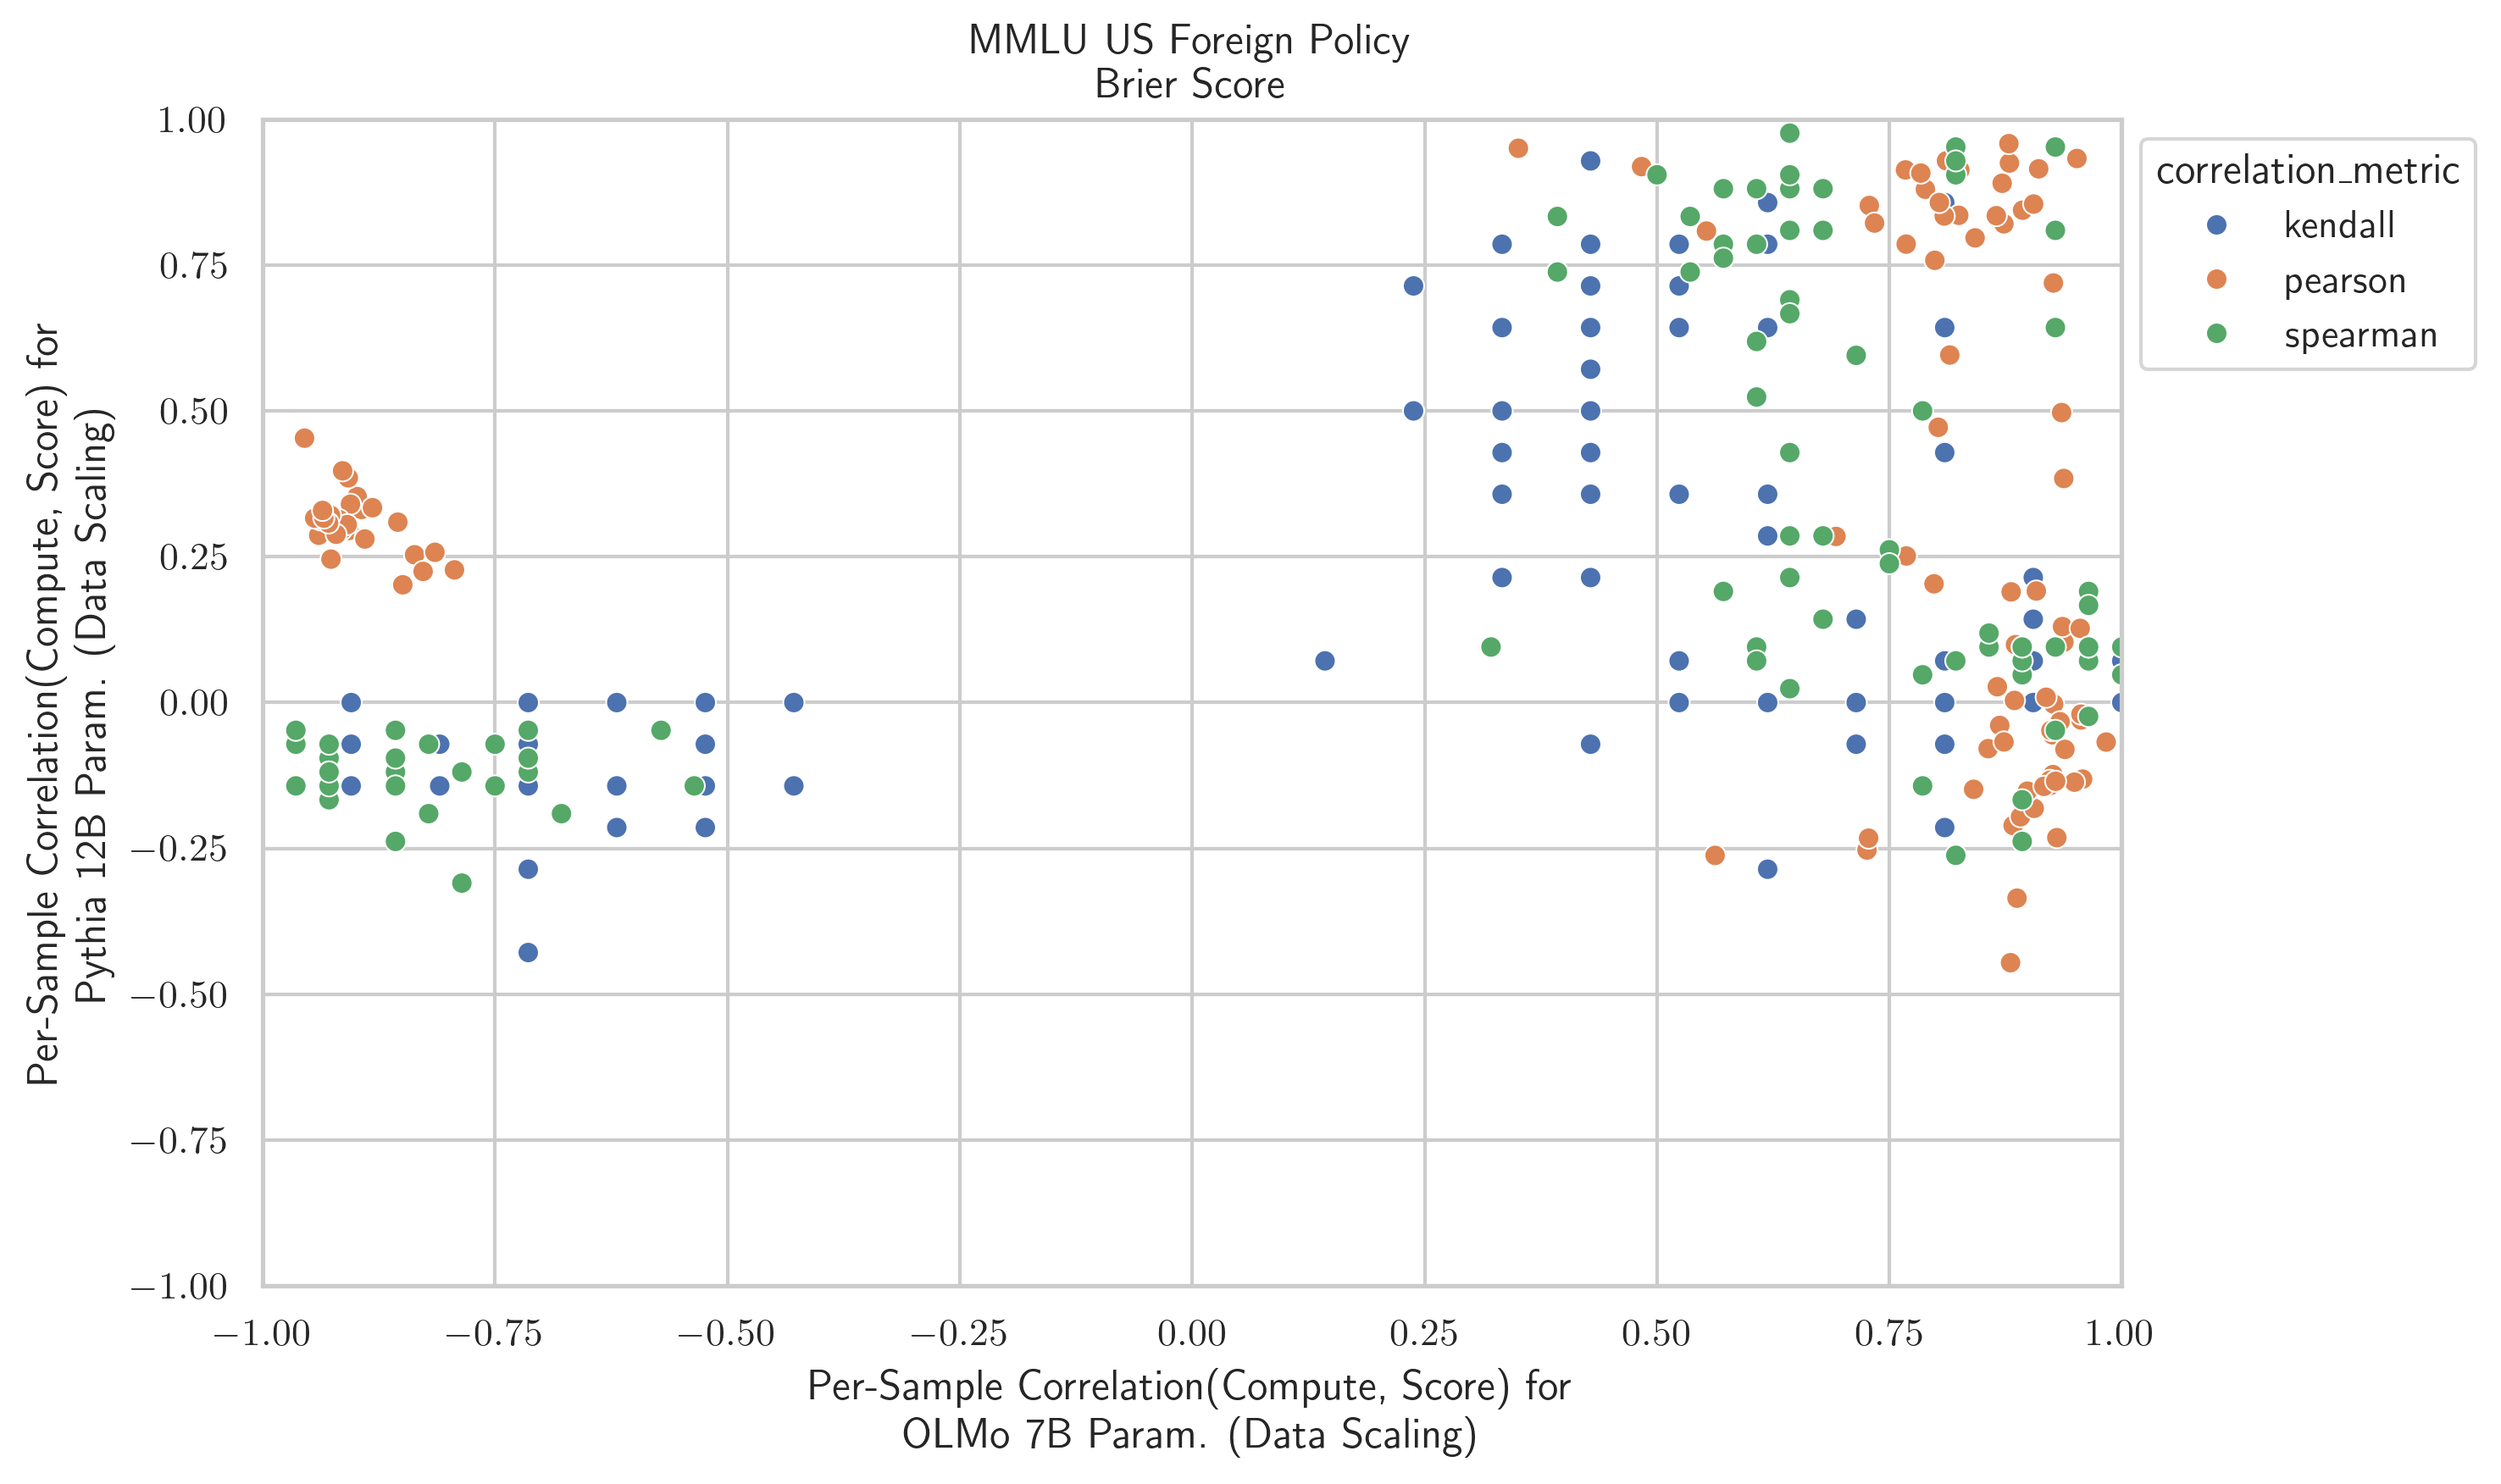 MMLU US Foreign Policy
Brier Score
1.00
0.75
0.50
0.25
0.00
−0.25
−0.50
−0.75
−1.00
Per-Sample Correlation(Compute, Score) for
Pythia 12B Param. (Data Scaling)
−1.00 −0.75 −0.50 −0.25 0.00 0.25 0.50 0.75 1.00
Per-Sample Correlation(Compute, Score) for
OLMo 7B Param. (Data Scaling)
correlation_metric
kendall
pearson
spearman